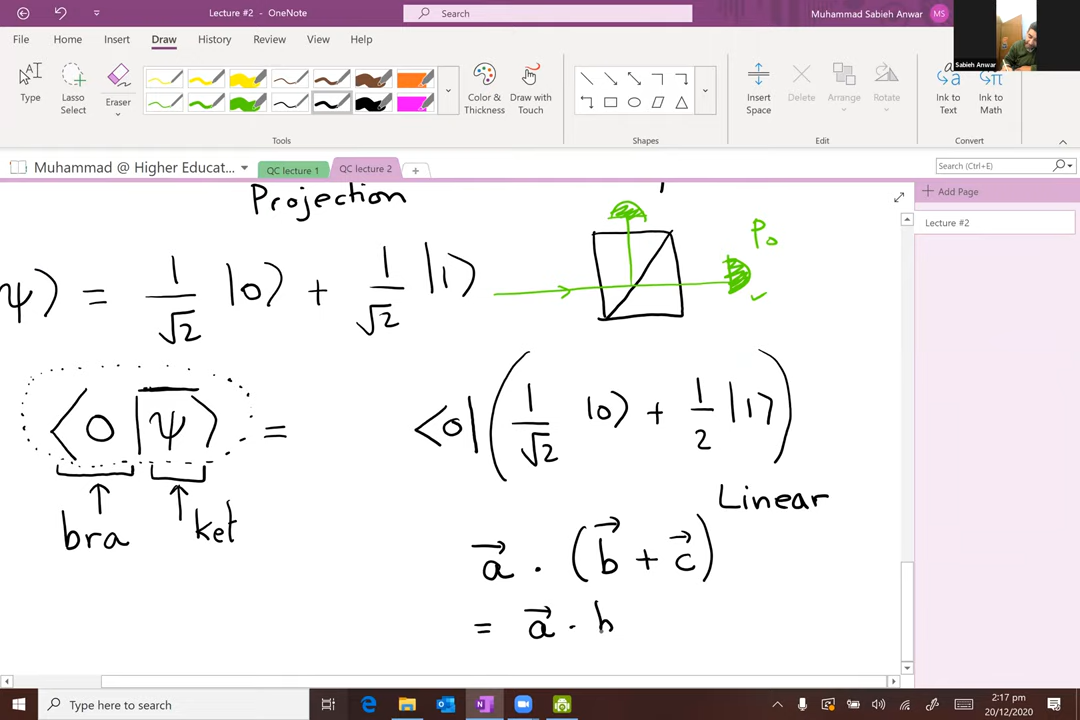 Lecture #2 - OneNote
Search
Muhammad Sabieh Anwar MS
Sabieh Anwar
File Home Insert Draw History Review View Help
Type Lasso Select Eraser Color & Thickness Draw with Touch Insert Space Delete Arrange Rotate Ink to Text Ink to Math
Tools Shapes Edit Convert
Muhammad @ Higher Educat... QC lecture 1 QC lecture 2 Search (Ctrl+E)
Add Page
Lecture #2
Projection
P₀
ψ⟩ = 1/√2 |0⟩ + 1/√2 |1⟩
⟨0|ψ⟩ = <0| (1/√2 |0⟩ + 1/2 |1⟩)
bra ket
Linear
a⃗ · (b⃗ + c⃗)
= a⃗ · b
Type here to search
2:17 pm
20/12/2020